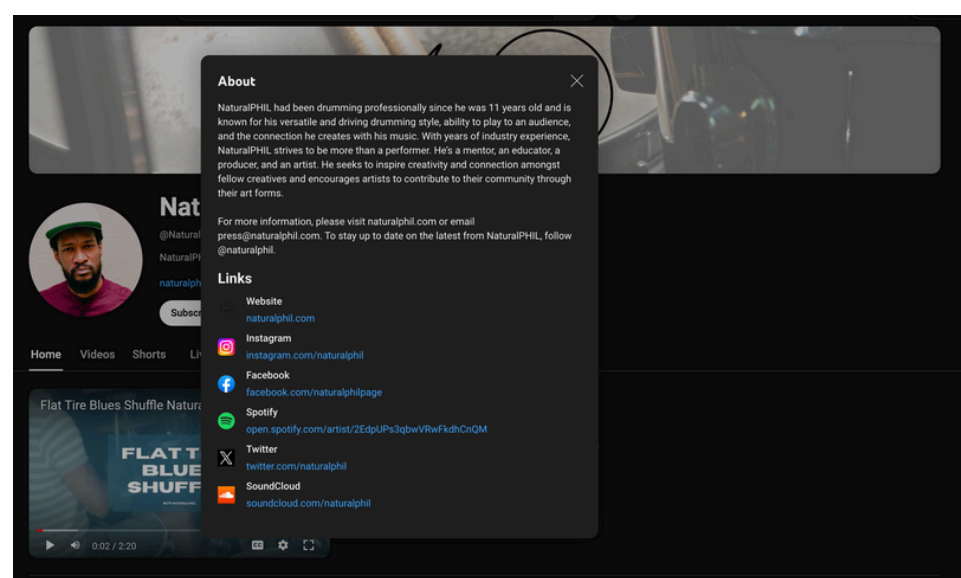 About
NaturalPHIL had been drumming professionally since he was 11 years old and is
known for his versatile and driving drumming style, ability to play to an audience,
and the connection he creates with his music. With years of industry experience,
NaturalPHIL strives to be more than a performer. He's a mentor, an educator, a
producer, and an artist. He seeks to inspire creativity and connection amongst
fellow creatives and encourages artists to contribute to their community through
their art forms.
For more information, please visit naturalphil.com or email
press@naturalphil.com. To stay up to date on the latest from NaturalPHIL, follow
@naturalphil.
Links
Website
naturalphil.com
Instagram
instagram.com/naturalphil
Facebook
facebook.com/naturalphilpage
Spotify
open.spotify.com/artist/2EdpUPs3qbwVRwFkdhCnQM
Twitter
twitter.com/naturalphil
SoundCloud
soundcloud.com/naturalphil
Nat
@Natural
NaturalPH
naturalph
Subscr
Home Videos Shorts Li
Flat Tire Blues Shuffle Natura
FLAT T
BLUE
SHUFF
0:02 / 2:20
CC